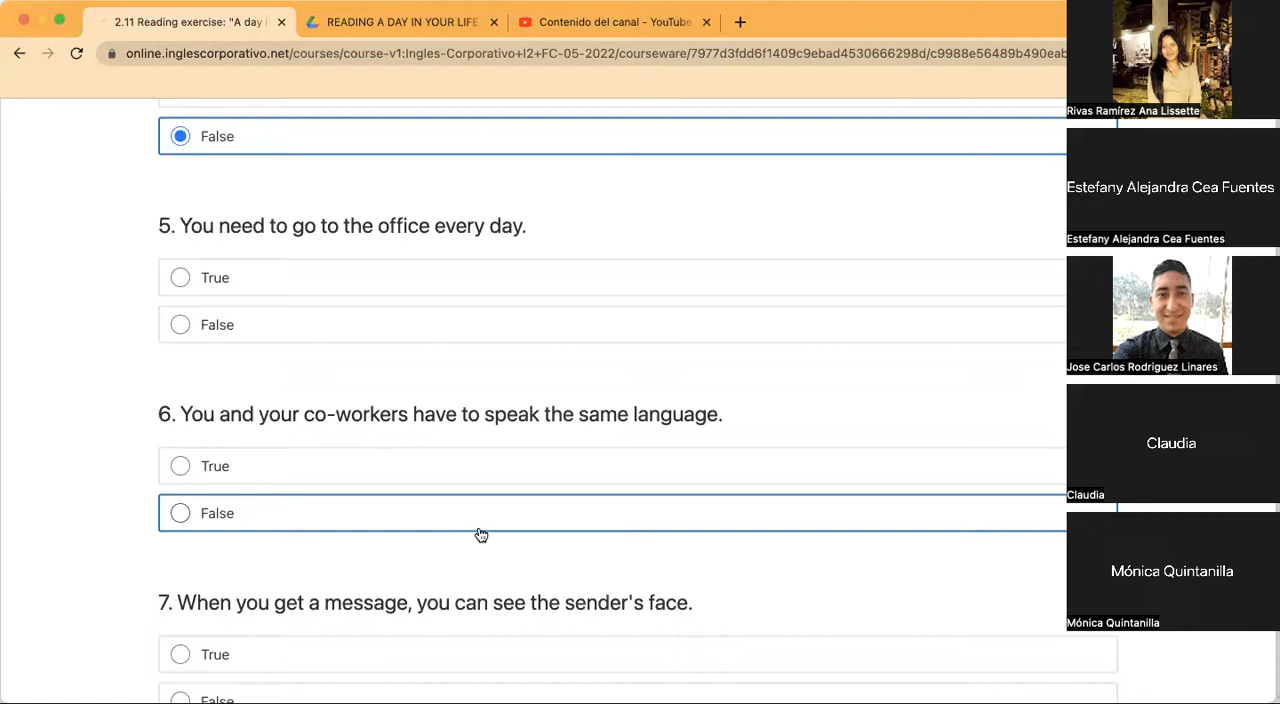 2.11 Reading exercise: "A day i
READING A DAY IN YOUR LIFE
Contenido del canal - YouTube
online.inglescorporativo.net/courses/course-v1:Ingles-Corporativo+I2+FC-05-2022/courseware/7977d3fdd6f1409c9ebad4530666298d/c9988e56489b490eab
Rivas Ramírez Ana Lissette
False
Estefany Alejandra Cea Fuentes
Estefany Alejandra Cea Fuentes
5. You need to go to the office every day.
True
False
Jose Carlos Rodriguez Linares
6. You and your co-workers have to speak the same language.
True
False
Claudia
Claudia
7. When you get a message, you can see the sender's face.
True
False
Mónica Quintanilla
Mónica Quintanilla